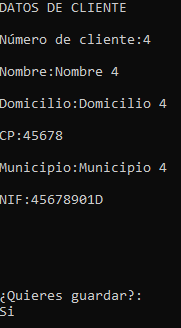 DATOS DE CLIENTE
Número de cliente:4
Nombre:Nombre 4
Domicilio:Domicilio 4
CP:45678
Municipio:Municipio 4
NIF:45678901D
¿Quieres guardar?:
Si